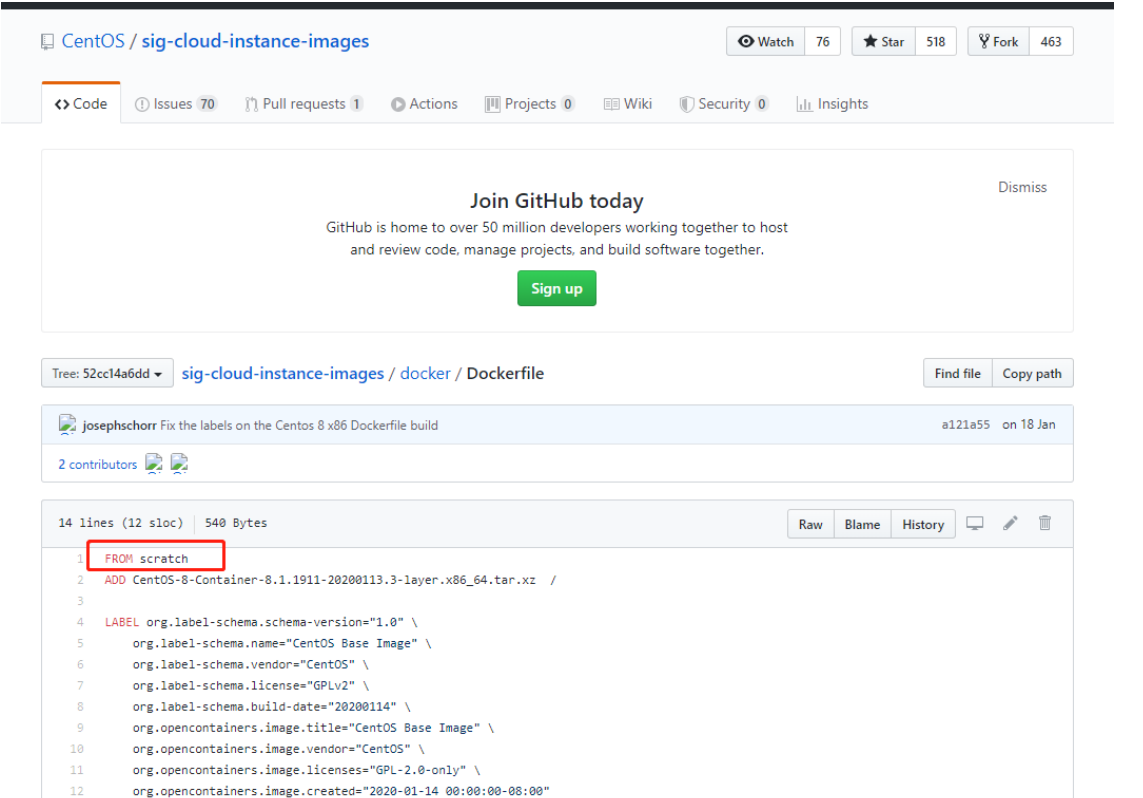 CentOS / sig-cloud-instance-images
Watch 76 Star 518 Fork 463
Code Issues 70 Pull requests 1 Actions Projects 0 Wiki Security 0 Insights
Dismiss
Join GitHub today
GitHub is home to over 50 million developers working together to host
and review code, manage projects, and build software together.
Sign up
Tree: 52cc14a6dd sig-cloud-instance-images / docker / Dockerfile Find file Copy path
josephschorr Fix the labels on the Centos 8 x86 Dockerfile build a121a55 on 18 Jan
2 contributors
14 lines (12 sloc) 540 Bytes Raw Blame History
1 FROM scratch
2 ADD CentOS-8-Container-8.1.1911-20200113.3-layer.x86_64.tar.xz /
3
4 LABEL org.label-schema.schema-version="1.0" \
5 org.label-schema.name="CentOS Base Image" \
6 org.label-schema.vendor="CentOS" \
7 org.label-schema.license="GPLv2" \
8 org.label-schema.build-date="20200114" \
9 org.opencontainers.image.title="CentOS Base Image" \
10 org.opencontainers.image.vendor="CentOS" \
11 org.opencontainers.image.licenses="GPL-2.0-only" \
12 org.opencontainers.image.created="2020-01-14 00:00:00-08:00"